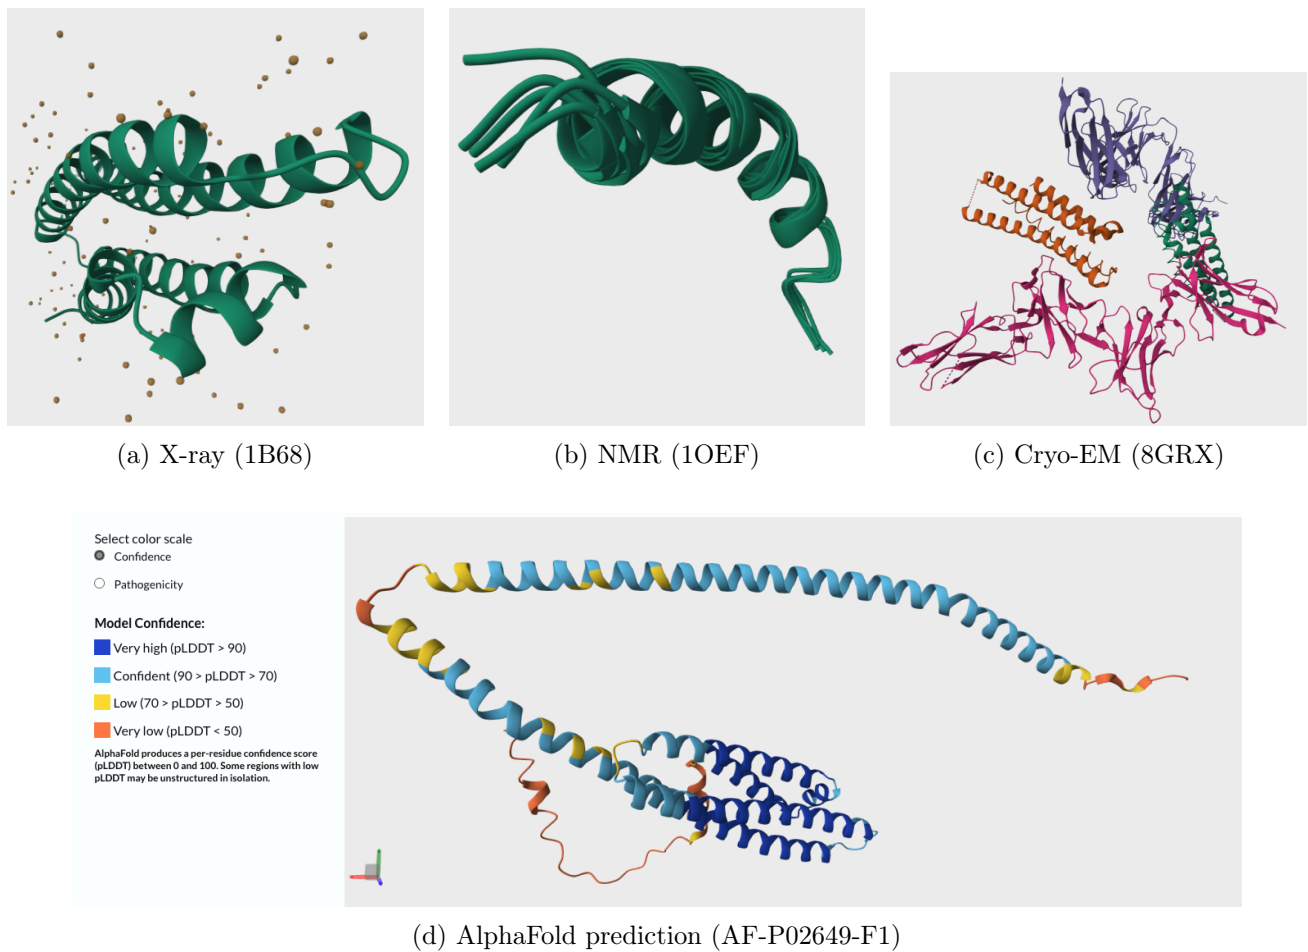 (a) X-ray (1B68)
(b) NMR (1OEF)
(c) Cryo-EM (8GRX)
Select color scale
Confidence
Pathogenicity
Model Confidence:
Very high (pLDDT > 90)
Confident (90 > pLDDT > 70)
Low (70 > pLDDT > 50)
Very low (pLDDT < 50)
AlphaFold produces a per-residue confidence score
(pLDDT) between 0 and 100. Some regions with low
pLDDT may be unstructured in isolation.
(d) AlphaFold prediction (AF-P02649-F1)